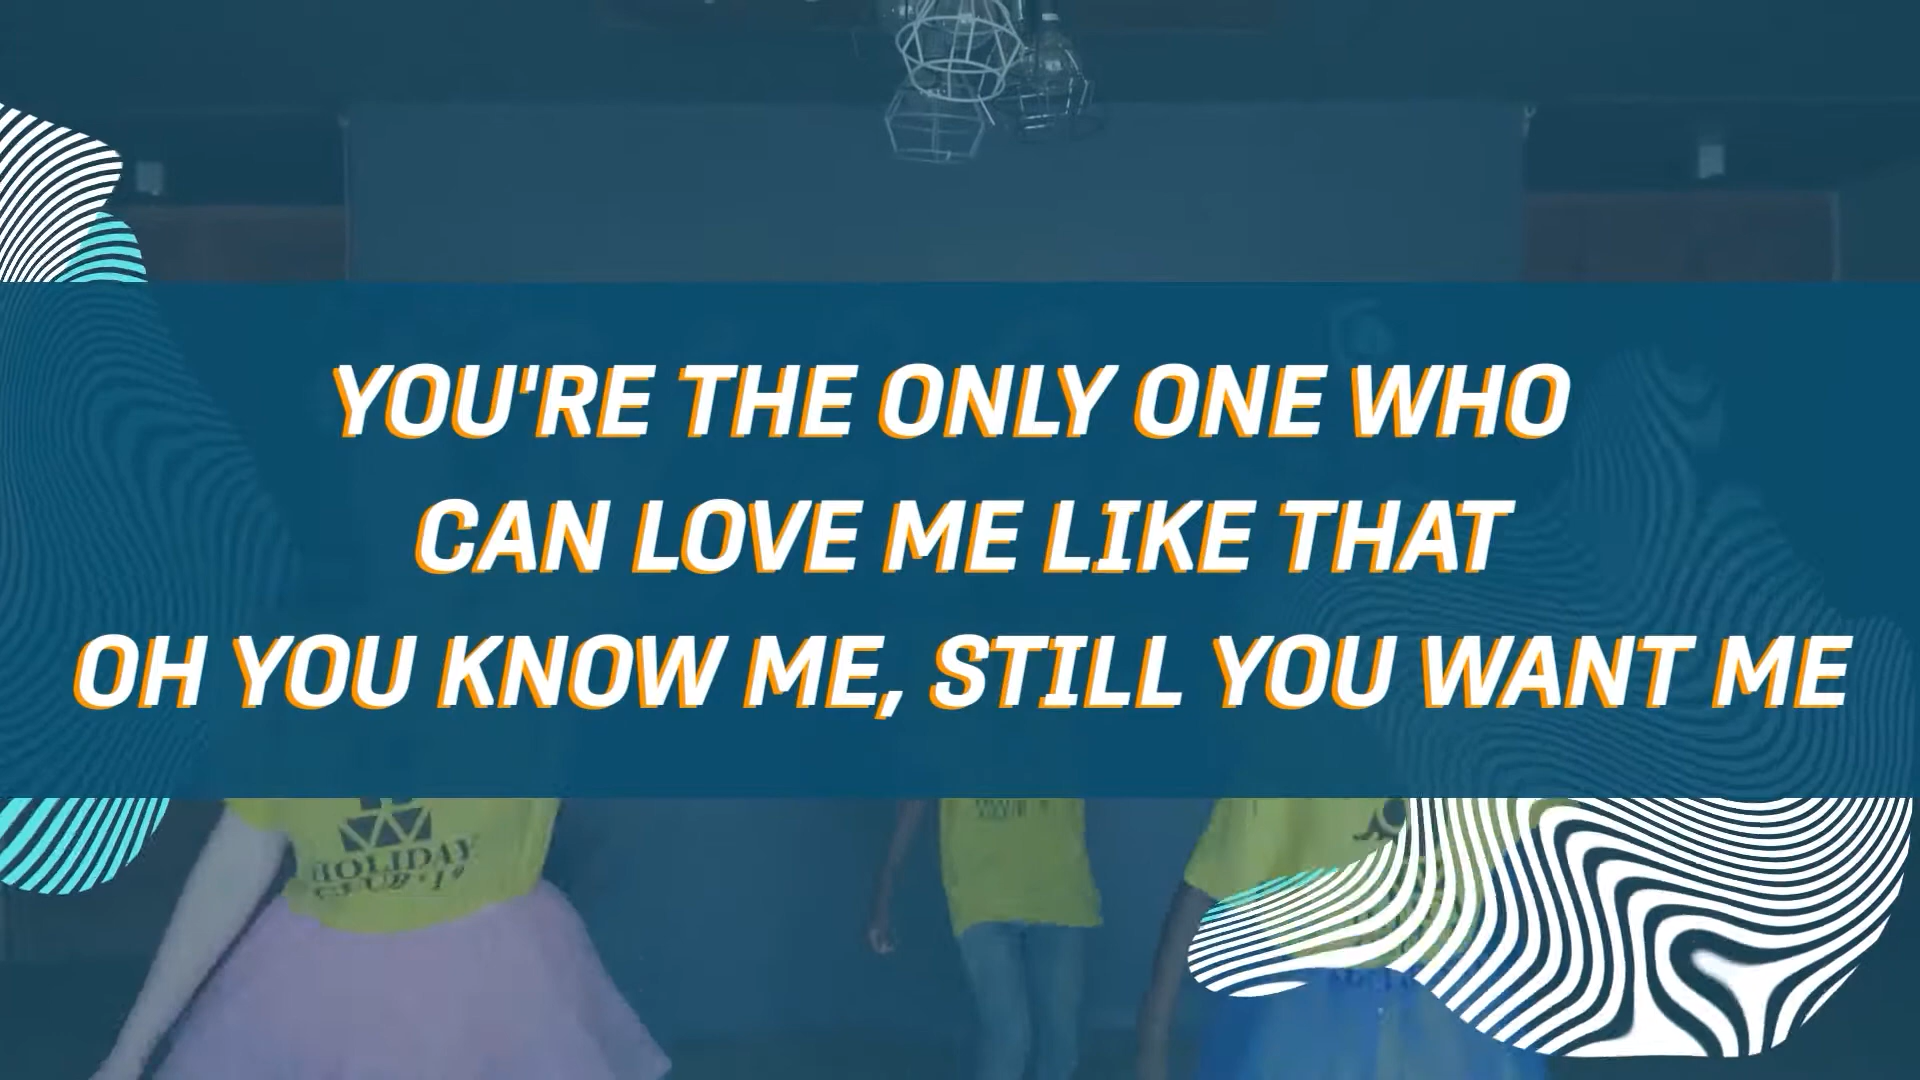 YOU'RE THE ONLY ONE WHO
CAN LOVE ME LIKE THAT
OH YOU KNOW ME, STILL YOU WANT ME
HOLIDAY